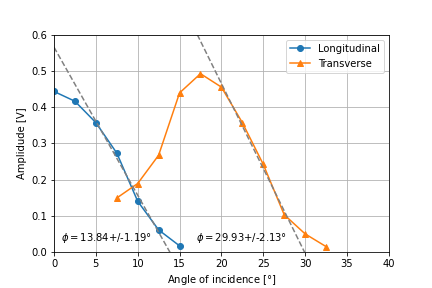 Longitudinal
Transverse
Amplidude [V]
0.6
0.5
0.4
0.3
0.2
0.1
0.0
ϕ = 13.84+/-1.19°
ϕ = 29.93+/-2.13°
0 5 10 15 20 25 30 35 40
Angle of incidence [°]